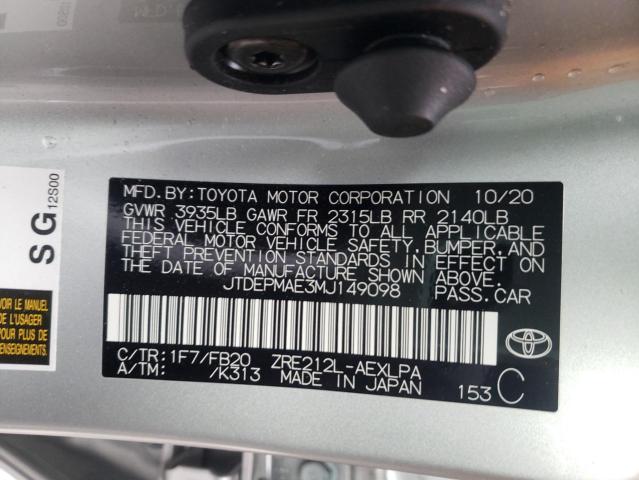 MFD.BY:TOYOTA MOTOR CORPORATION 10/20
GVWR 3935LB GAWR FR 2315LB RR 2140LB
THIS VEHICLE CONFORMS TO ALL APPLICABLE
FEDERAL MOTOR VEHICLE SAFETY, BUMPER, AND
THEFT PREVENTION STANDARDS IN EFFECT ON
THE DATE OF MANUFACTURE SHOWN ABOVE.
JTDEPMAE3MJ149098 PASS.CAR
C/TR:1F7/FB20 ZRE212L-AEXLPA
A/TM: /K313 MADE IN JAPAN 153 C
TOYOTA
SG 12S00
VOIR LE MANUEL
DE L'USAGER
ENSEIGNEMENTS.